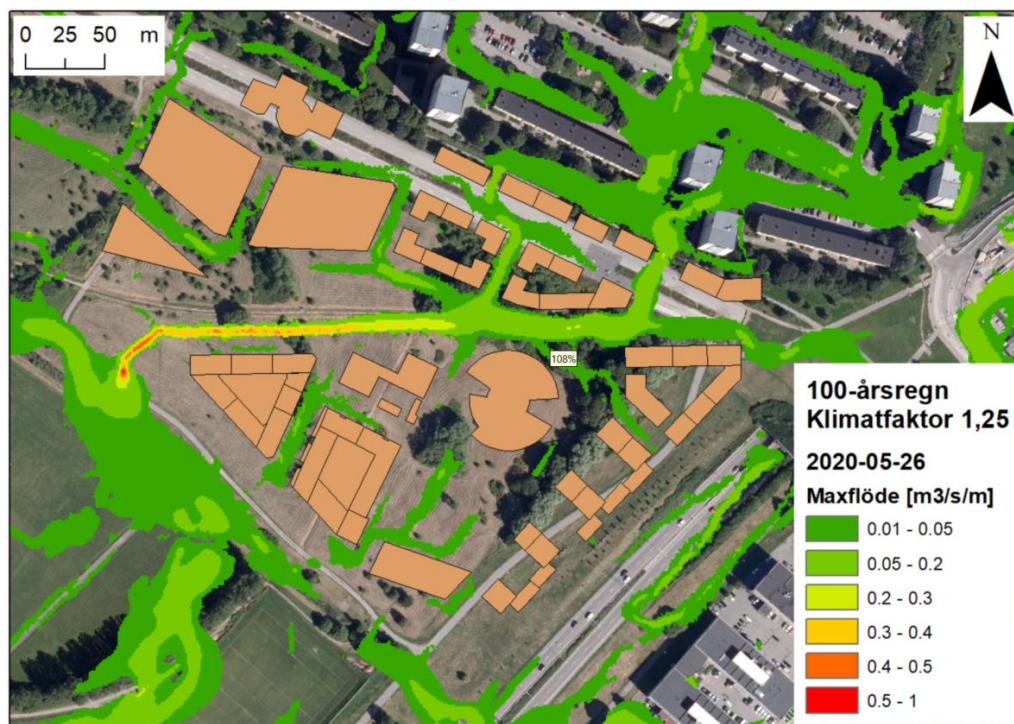 0 25 50 m
N
108%
100-årsregn
Klimatfaktor 1,25
2020-05-26
Maxflöde [m3/s/m]
0.01 - 0.05
0.05 - 0.2
0.2 - 0.3
0.3 - 0.4
0.4 - 0.5
0.5 - 1